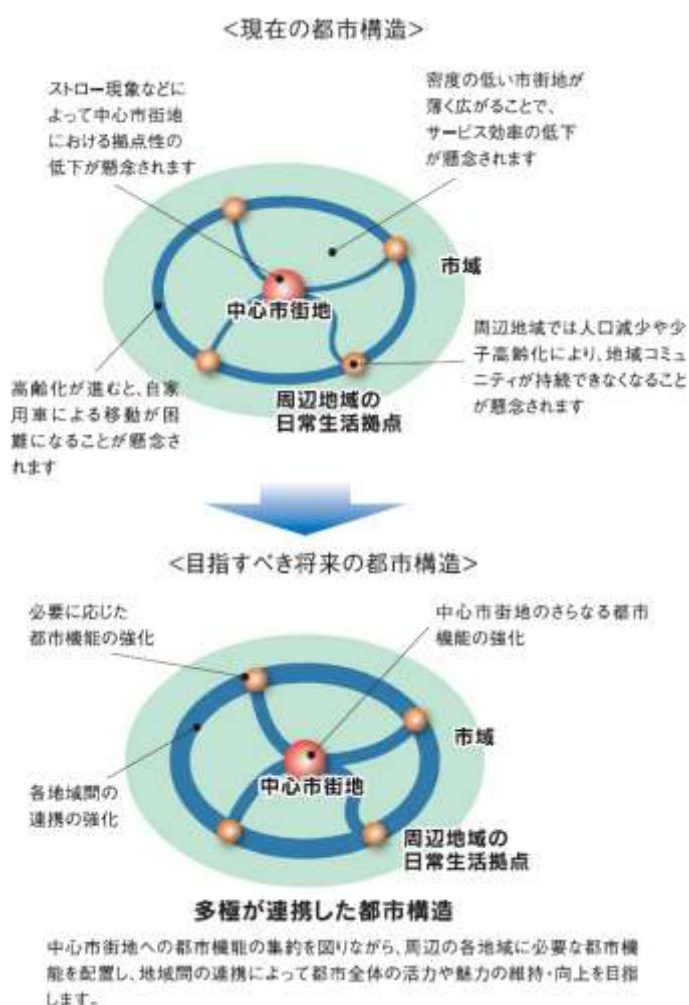 ＜現在の都市構造＞
ストロー現象などに
よって中心市街地
における拠点性の
低下が懸念されます
密度の低い市街地が
薄く広がることで、
サービス効率の低下
が懸念されます
市域
中心市街地
周辺地域では人口減少や少
子高齢化により、地域コミュ
ニティが持続できなくなること
が懸念されます
高齢化が進むと、自家
用車による移動が困
難になることが懸念さ
れます
周辺地域の
日常生活拠点
＜目指すべき将来の都市構造＞
必要に応じた
都市機能の強化
中心市街地のさらなる都市
機能の強化
市域
中心市街地
各地域間の
連携の強化
周辺地域の
日常生活拠点
多極が連携した都市構造
中心市街地への都市機能の集約を図りながら、周辺の各地域に必要な都市機
能を配置し、地域間の連携によって都市全体の活力や魅力の維持・向上を目指
します。